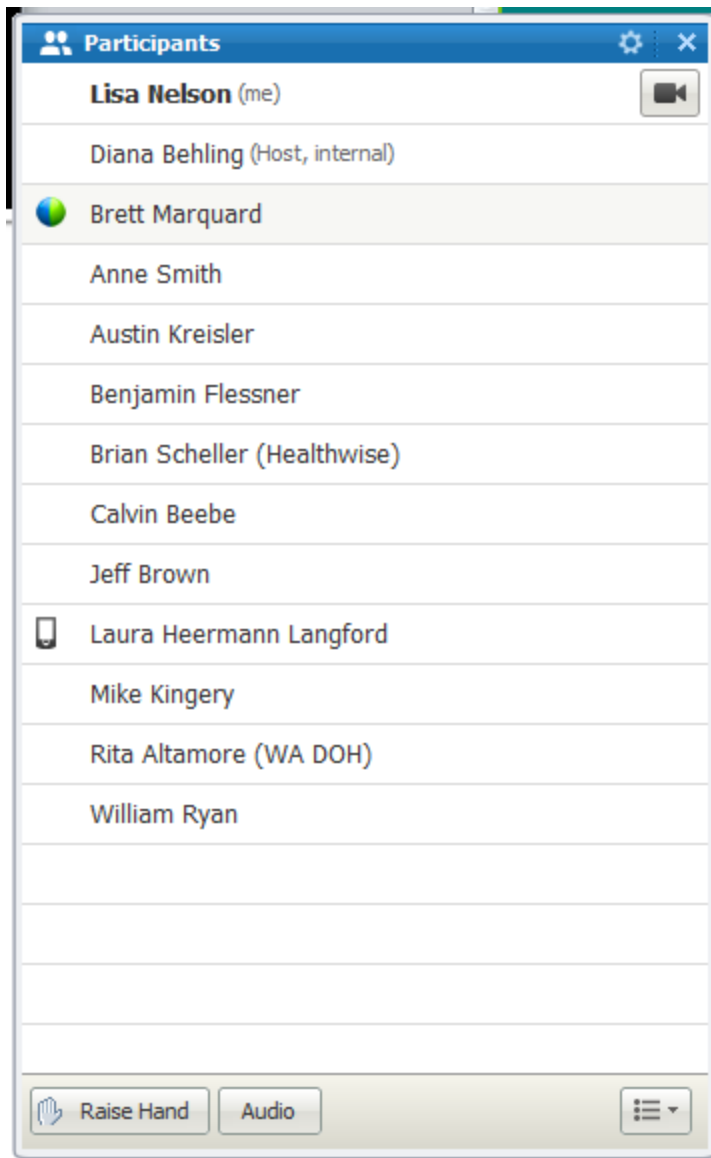 Participants
Lisa Nelson (me)
Diana Behling (Host, internal)
Brett Marquard
Anne Smith
Austin Kreisler
Benjamin Flessner
Brian Scheller (Healthwise)
Calvin Beebe
Jeff Brown
Laura Heermann Langford
Mike Kingery
Rita Altamore (WA DOH)
William Ryan
Raise Hand Audio